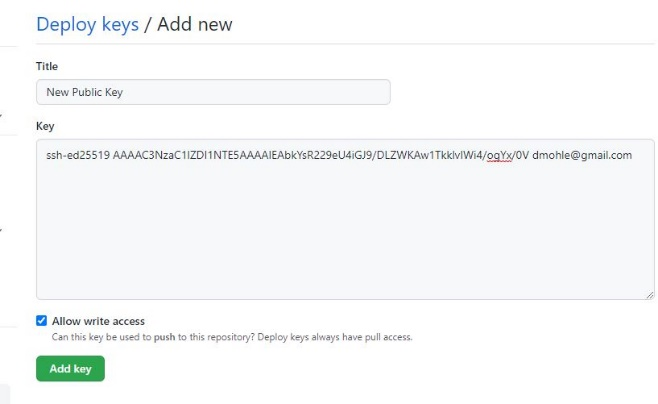 Deploy keys / Add new
Title
New Public Key
Key
ssh-ed25519 AAAAC3NzaC1lZDI1NTE5AAAAIEAbkYsR229eU4iGJ9/DLZWKAw1TkklvlWi4/ogYx/0V dmohle@gmail.com
Allow write access
Can this key be used to push to this repository? Deploy keys always have pull access.
Add key